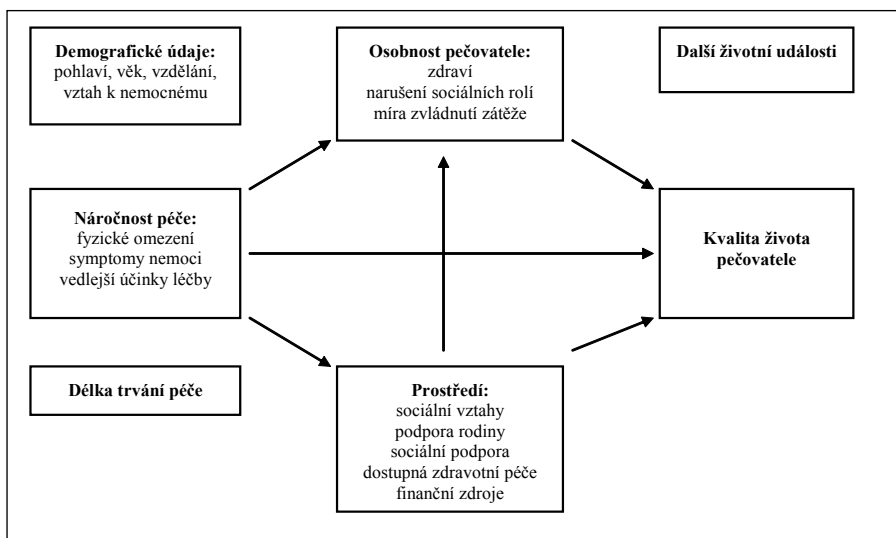 Demografické údaje:
pohlaví, věk, vzdělání,
vztah k nemocnému
Osobnost pečovatele:
zdraví
narušení sociálních rolí
míra zvládnutí zátěže
Další životní události
Náročnost péče:
fyzické omezení
symptomy nemoci
vedlejší účinky léčby
Kvalita života
pečovatele
Délka trvání péče
Prostředí:
sociální vztahy
podpora rodiny
sociální podpora
dostupná zdravotní péče
finanční zdroje